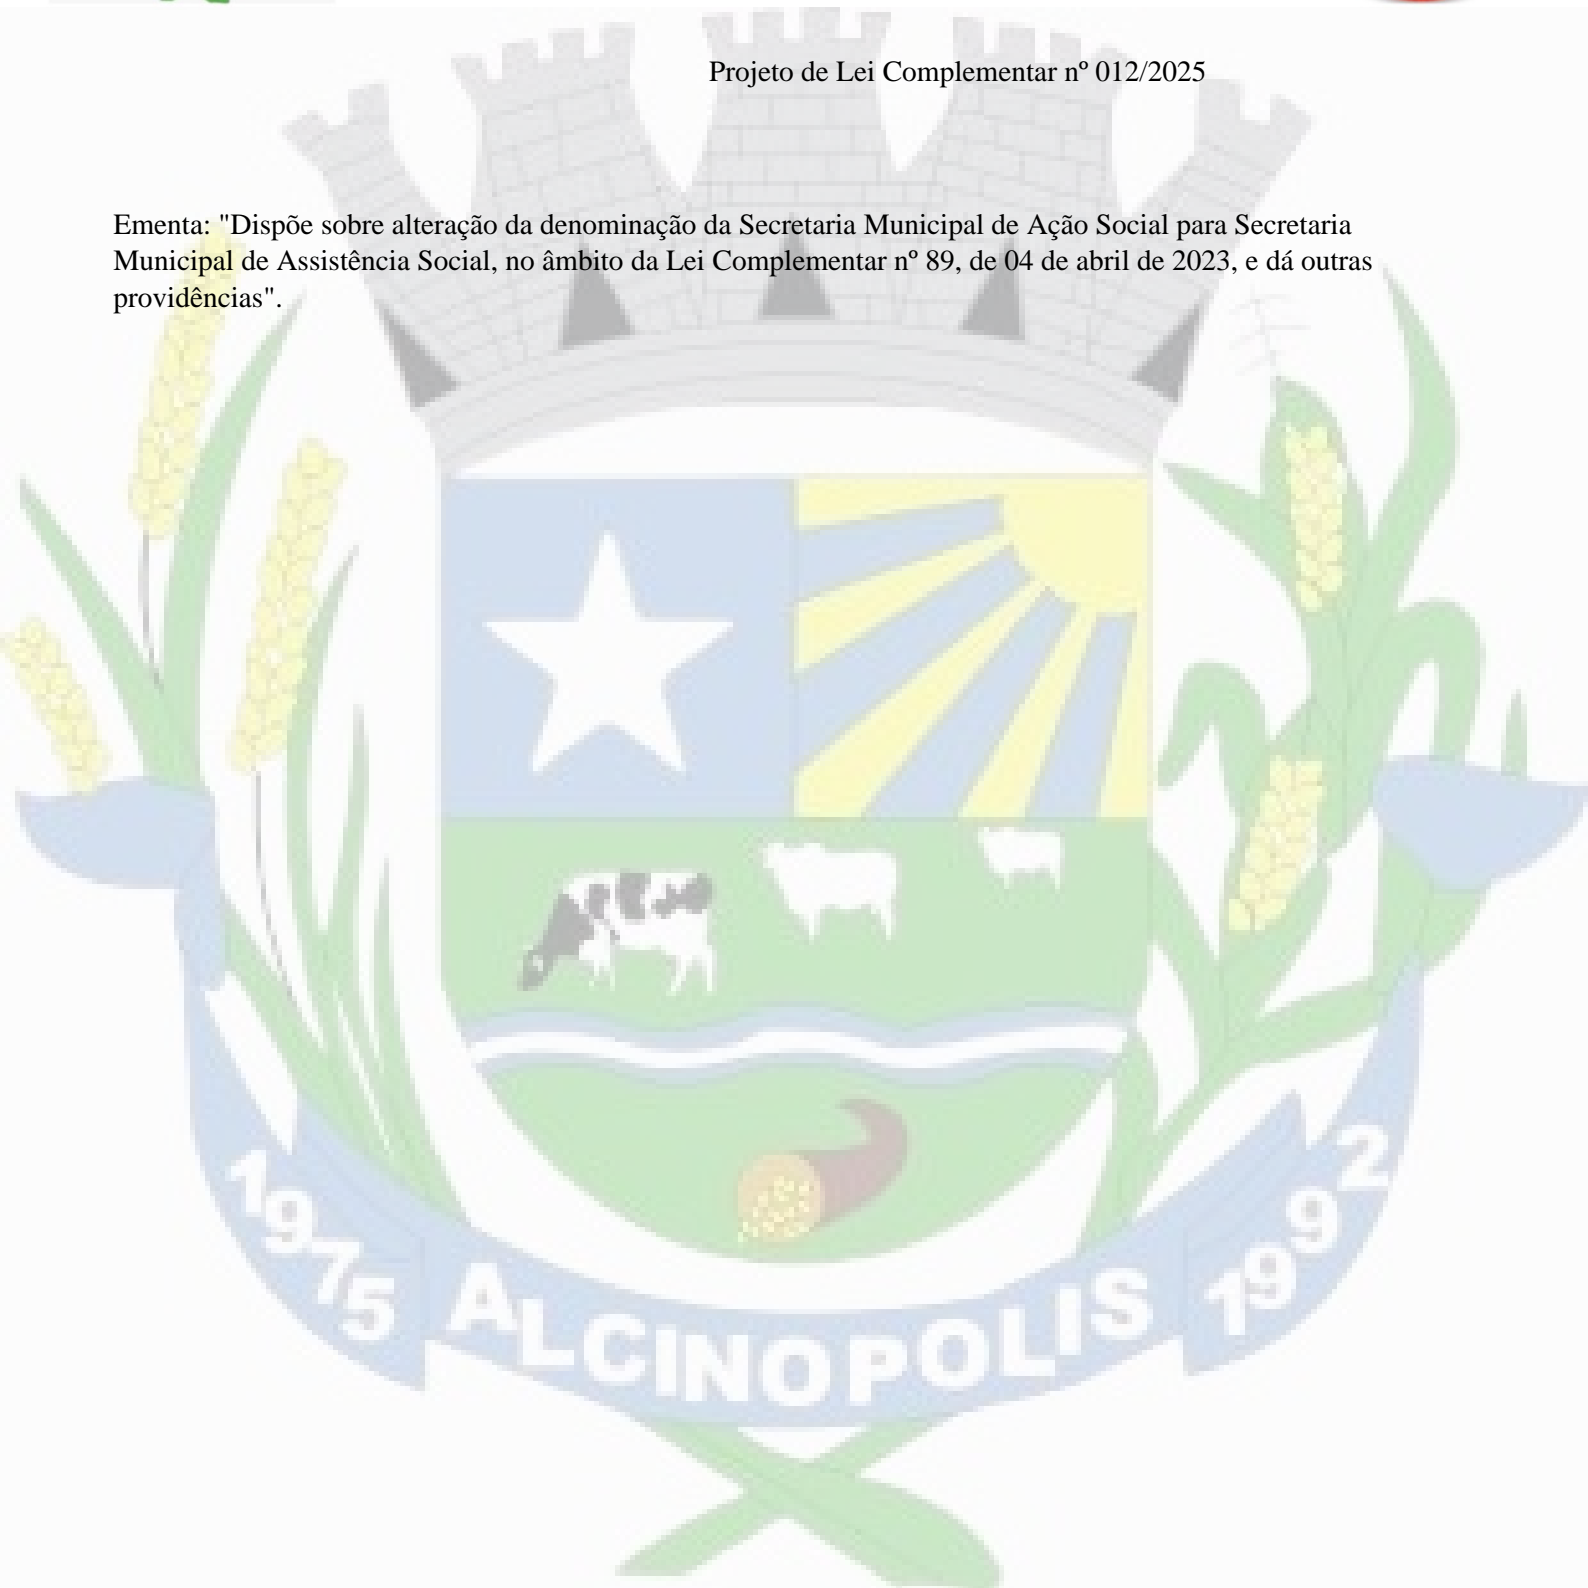 Projeto de Lei Complementar nº 012/2025
Ementa: "Dispõe sobre alteração da denominação da Secretaria Municipal de Ação Social para Secretaria
Municipal de Assistência Social, no âmbito da Lei Complementar nº 89, de 04 de abril de 2023, e dá outras
providências".
1975 ALCINOPOLIS 1992